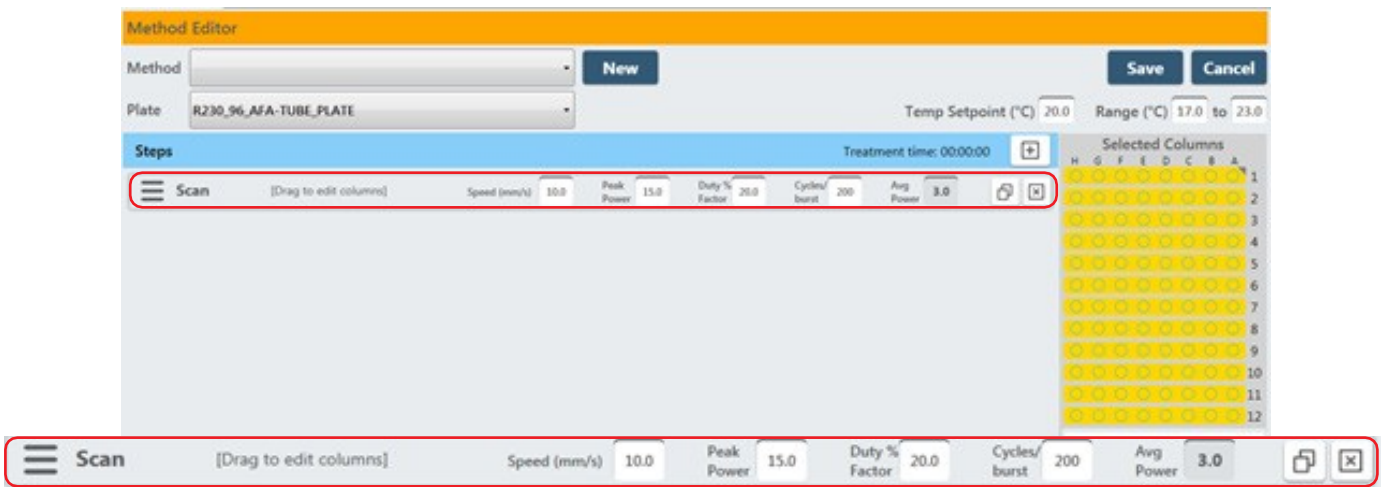 Method Editor
Method New Save Cancel
Plate R230_96_AFA-TUBE_PLATE Temp Setpoint (°C) 20.0 Range (°C) 17.0 to 23.0
Steps Treatment time: 00:00:00 Selected Columns
H G F E D C B A
Scan [Drag to edit columns] Speed (mm/s) 10.0 Peak Power 15.0 Duty % Factor 20.0 Cycles/burst 200 Avg Power 3.0
1
2
3
4
5
6
7
8
9
10
11
12
Scan [Drag to edit columns] Speed (mm/s) 10.0 Peak Power 15.0 Duty % Factor 20.0 Cycles/burst 200 Avg Power 3.0